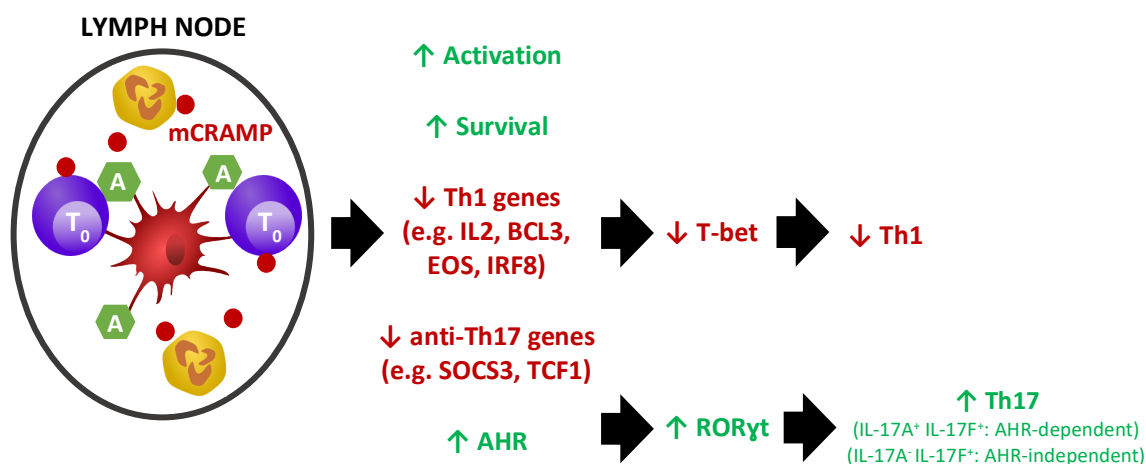 LYMPH NODE
mCRAMP
A
A
T0
T0
A
↑ Activation
↑ Survival
↓ Th1 genes
(e.g. IL2, BCL3,
EOS, IRF8)
↓ T-bet
↓ Th1
↓ anti-Th17 genes
(e.g. SOCS3, TCF1)
↑ AHR
↑ RORɣt
↑ Th17
(IL-17A⁺ IL-17F⁺: AHR-dependent)
(IL-17A⁻ IL-17F⁺: AHR-independent)